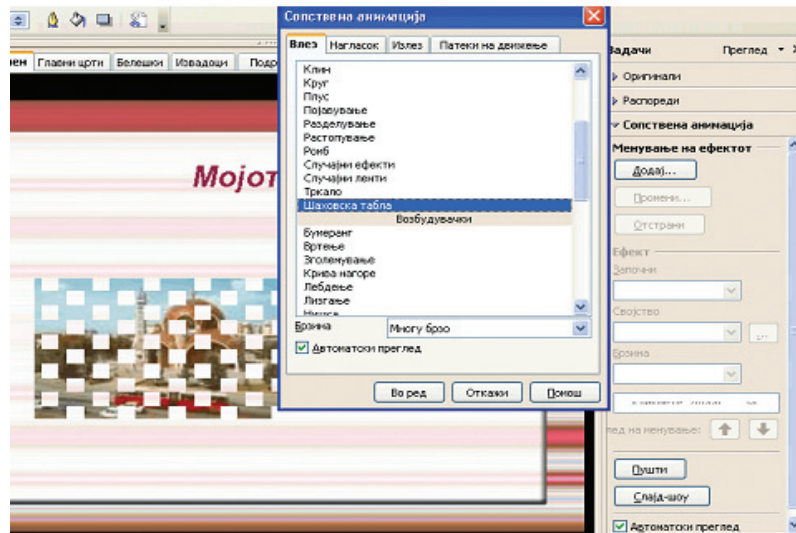 Сопствена анимација
Влез Нагласок Излез Патеки на движење
Клин
Круг
Плус
Појавување
Разделување
Растопување
Ромб
Случајни ефекти
Случајни ленти
Тркало
Шаховска табла
Возбудувачки
Бумеранг
Вртење
Зголемување
Крива нагоре
Лебдење
Лизгање
Брзина Многу брзо
Автоматски преглед
Во ред Откажи Помош
Главни црти Белешки Извадоци
Мојот
Задачи Преглед
Оригинали
Распореди
Сопствена анимација
Менување на ефектот
Додај...
Промени...
Отстрани
Ефект
Започни
Својство
Брзина
на менување:
Пушти
Слајд-шоу
Автоматски преглед